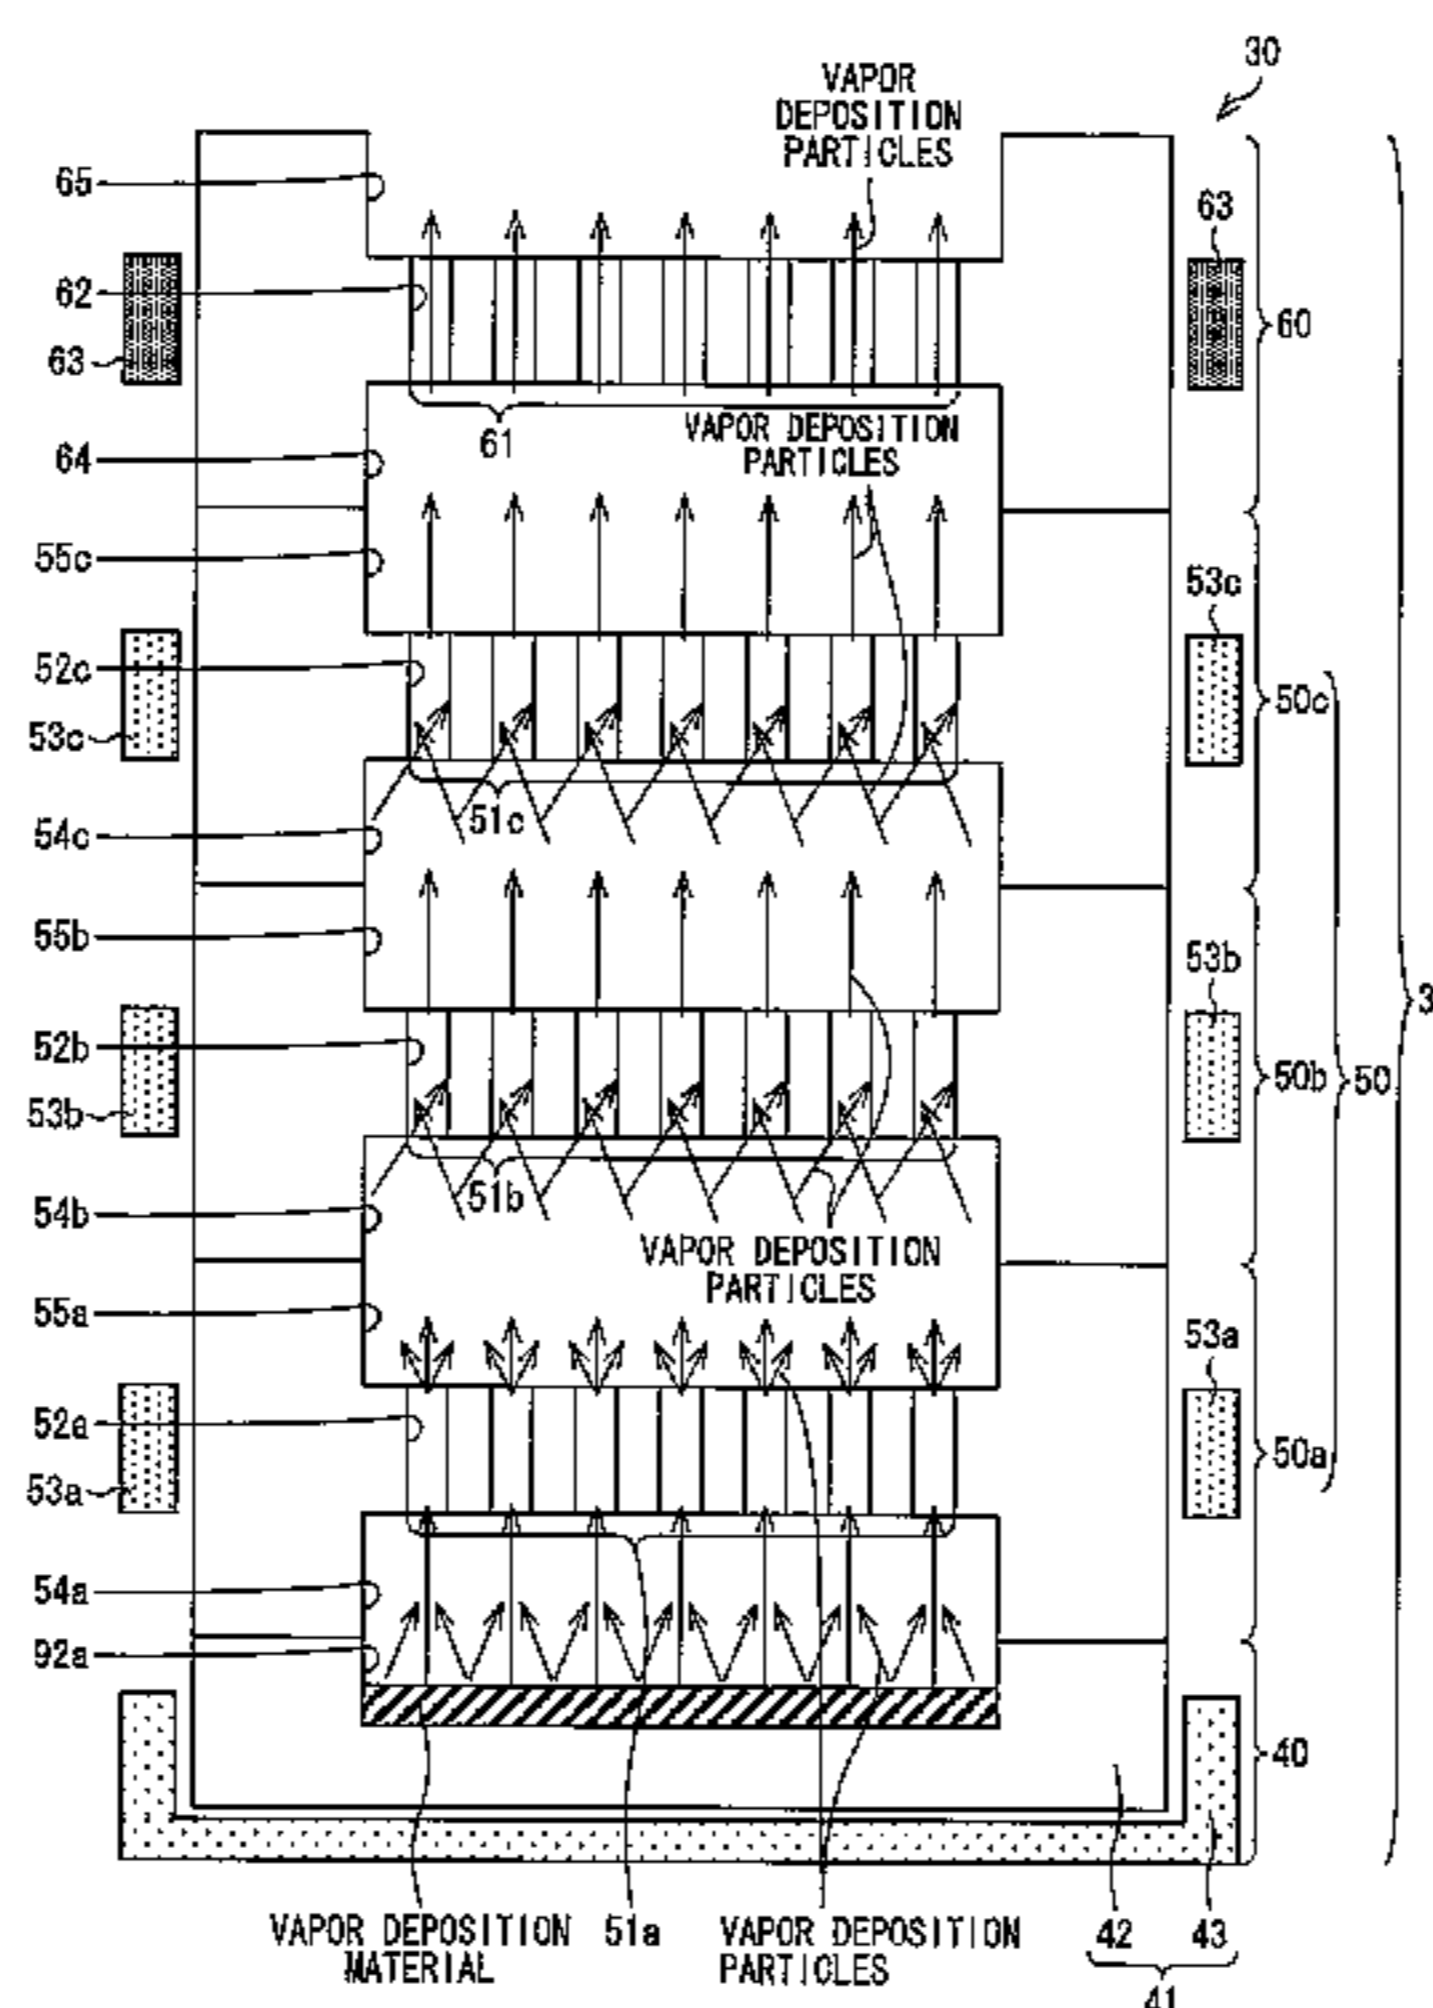 30
VAPOR
DEPOSITION
PARTICLES
65
63
62
60
63
61
VAPOR DEPOSITION
PARTICLES
64
55c
53c
52c
50c
53c
51c
54c
55b
53b
3
52b
50b
50
53b
51b
54b
VAPOR DEPOSITION
PARTICLES
55a
53a
52a
50a
53a
54a
92a
40
VAPOR DEPOSITION
MATERIAL
51a
VAPOR DEPOSITION
PARTICLES
42
43
41